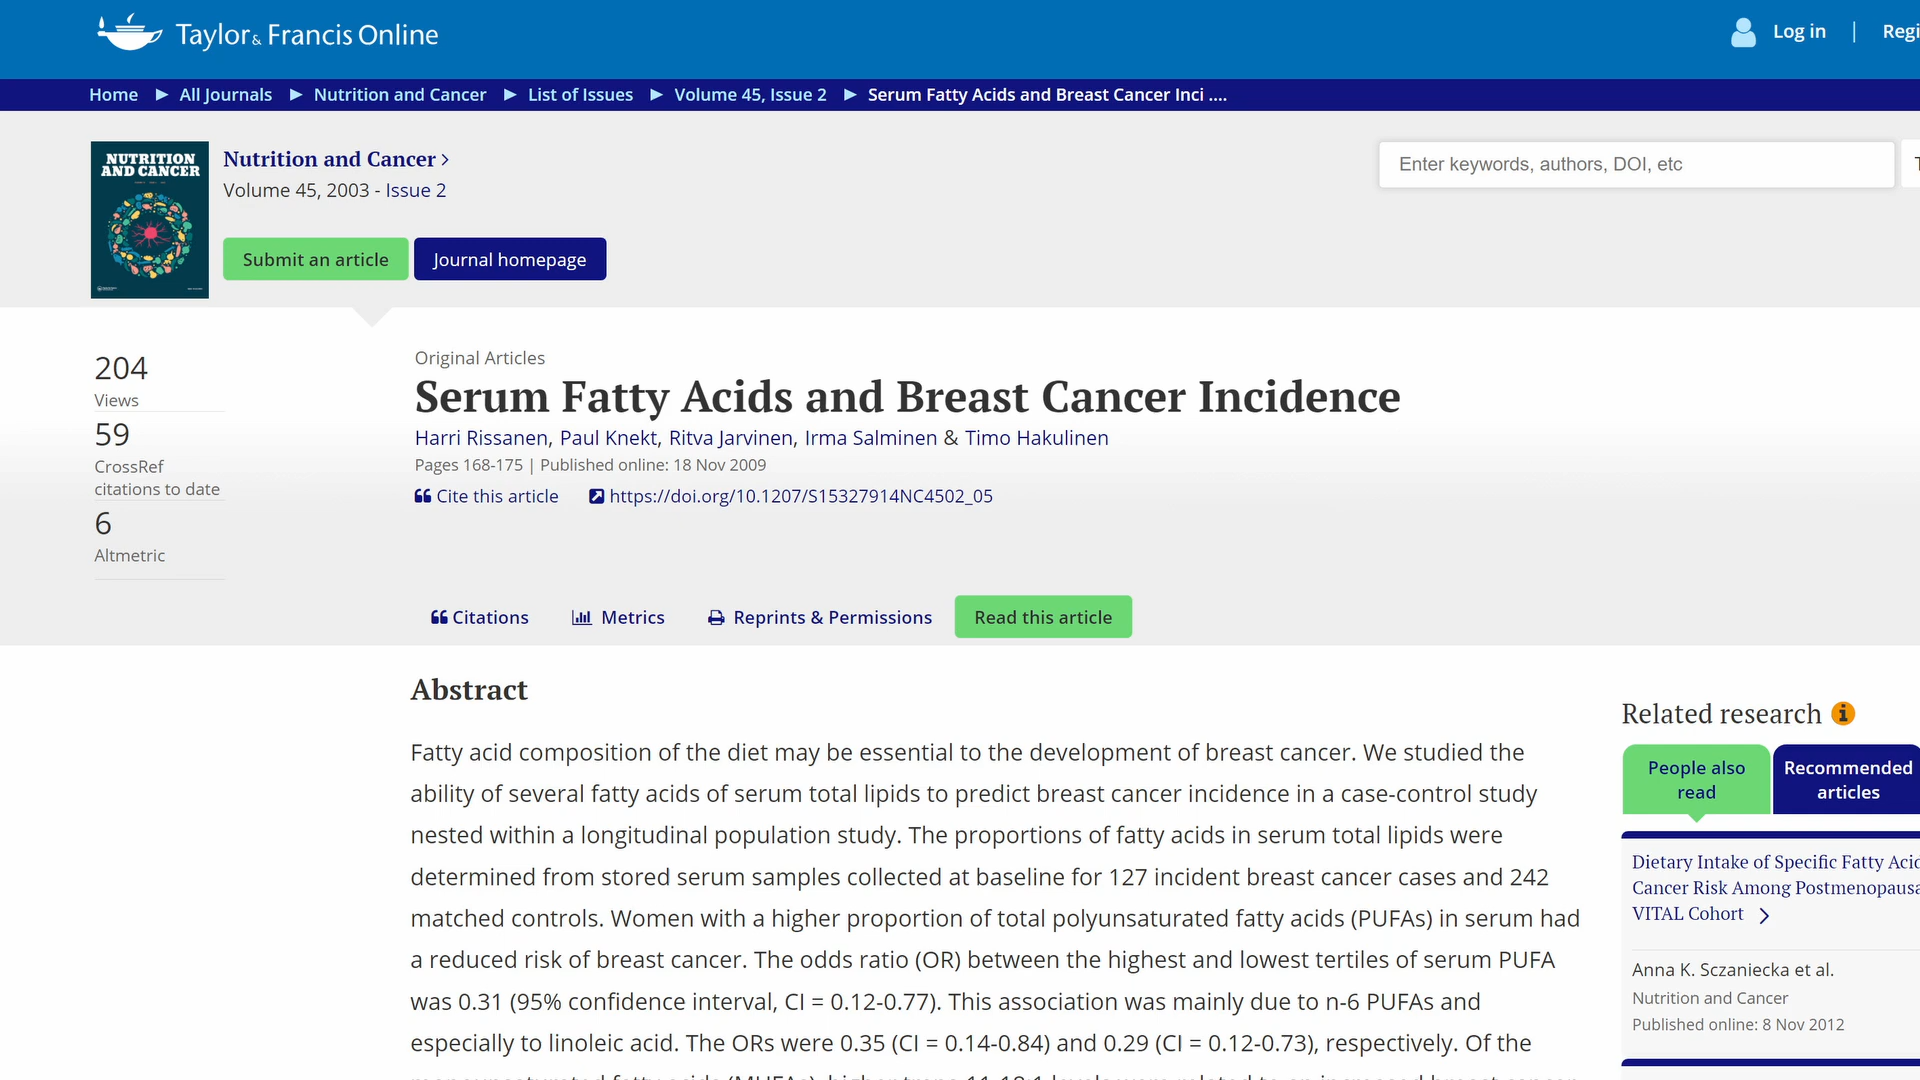 Taylor & Francis Online
Log in | Regi
Home ▶ All Journals ▶ Nutrition and Cancer ▶ List of Issues ▶ Volume 45, Issue 2 ▶ Serum Fatty Acids and Breast Cancer Inci ....
NUTRITION
AND CANCER
Nutrition and Cancer >
Volume 45, 2003 - Issue 2
Enter keywords, authors, DOI, etc
Submit an article
Journal homepage
204
Views
59
CrossRef
citations to date
6
Altmetric
Original Articles
Serum Fatty Acids and Breast Cancer Incidence
Harri Rissanen, Paul Knekt, Ritva Jarvinen, Irma Salminen & Timo Hakulinen
Pages 168-175 | Published online: 18 Nov 2009
Cite this article https://doi.org/10.1207/S15327914NC4502_05
Citations Metrics Reprints & Permissions Read this article
Abstract
Fatty acid composition of the diet may be essential to the development of breast cancer. We studied the
ability of several fatty acids of serum total lipids to predict breast cancer incidence in a case-control study
nested within a longitudinal population study. The proportions of fatty acids in serum total lipids were
determined from stored serum samples collected at baseline for 127 incident breast cancer cases and 242
matched controls. Women with a higher proportion of total polyunsaturated fatty acids (PUFAs) in serum had
a reduced risk of breast cancer. The odds ratio (OR) between the highest and lowest tertiles of serum PUFA
was 0.31 (95% confidence interval, CI = 0.12-0.77). This association was mainly due to n-6 PUFAs and
especially to linoleic acid. The ORs were 0.35 (CI = 0.14-0.84) and 0.29 (CI = 0.12-0.73), respectively. Of the
Related research
People also
read
Recommended
articles
Dietary Intake of Specific Fatty Acid
Cancer Risk Among Postmenopausa
VITAL Cohort >
Anna K. Sczaniecka et al.
Nutrition and Cancer
Published online: 8 Nov 2012